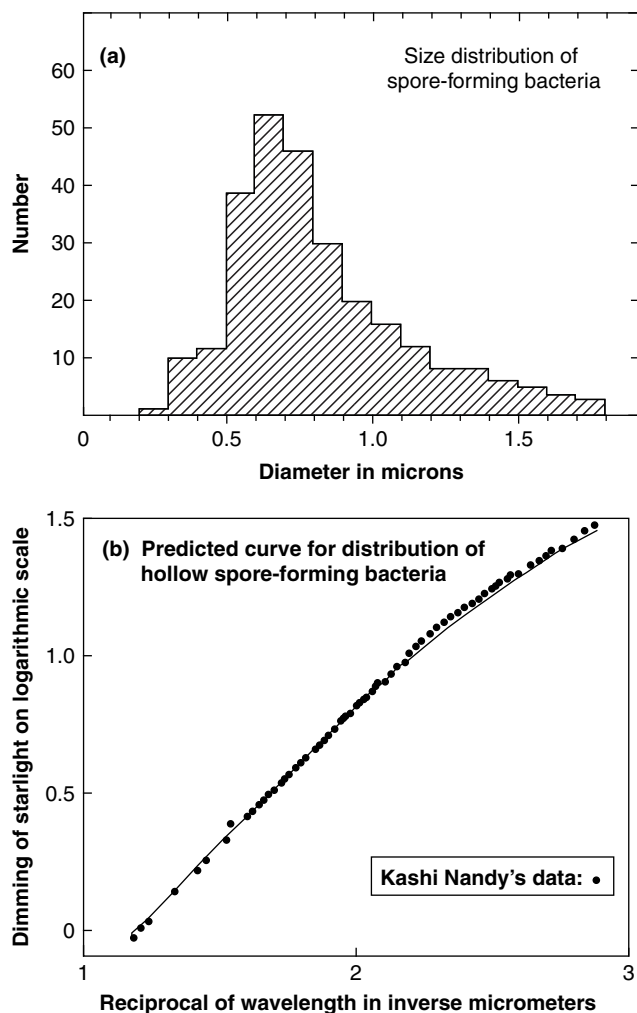 (a)
Size distribution of
spore-forming bacteria
Number
60
50
40
30
20
10
0
0.5
1.0
1.5
Diameter in microns
(b) Predicted curve for distribution of
hollow spore-forming bacteria
Dimming of starlight on logarithmic scale
1.5
1.0
0.5
0
Kashi Nandy's data:
1
2
3
Reciprocal of wavelength in inverse micrometers